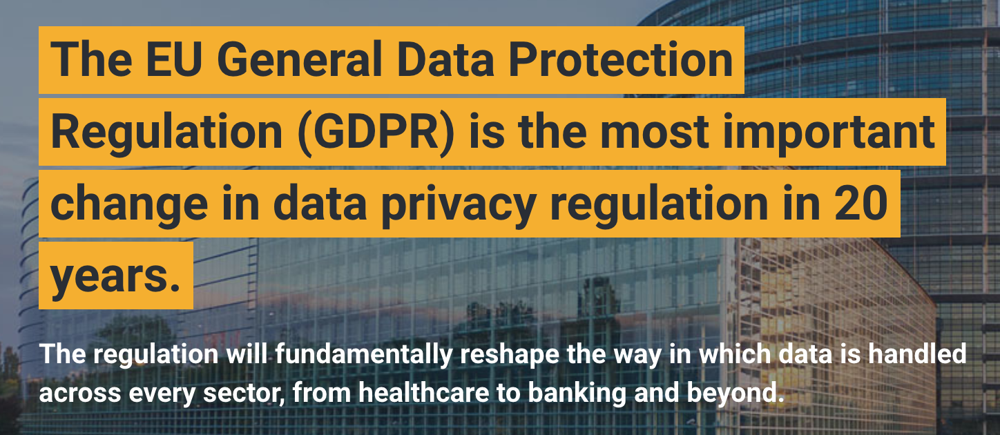 The EU General Data Protection
Regulation (GDPR) is the most important
change in data privacy regulation in 20
years.
The regulation will fundamentally reshape the way in which data is handled
across every sector, from healthcare to banking and beyond.